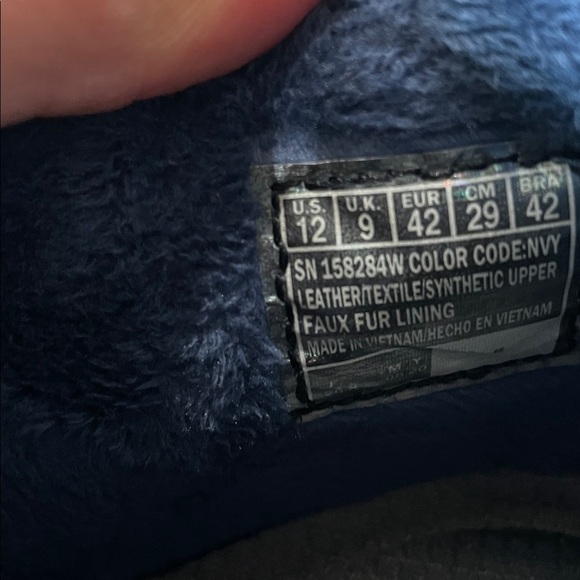 U.S. U.K. EUR CM BRA
12 9 42 29 42
SN 158284W COLOR CODE:NVY
LEATHER/TEXTILE/SYNTHETIC UPPER
FAUX FUR LINING
MADE IN VIETNAM/HECHO EN VIETNAM